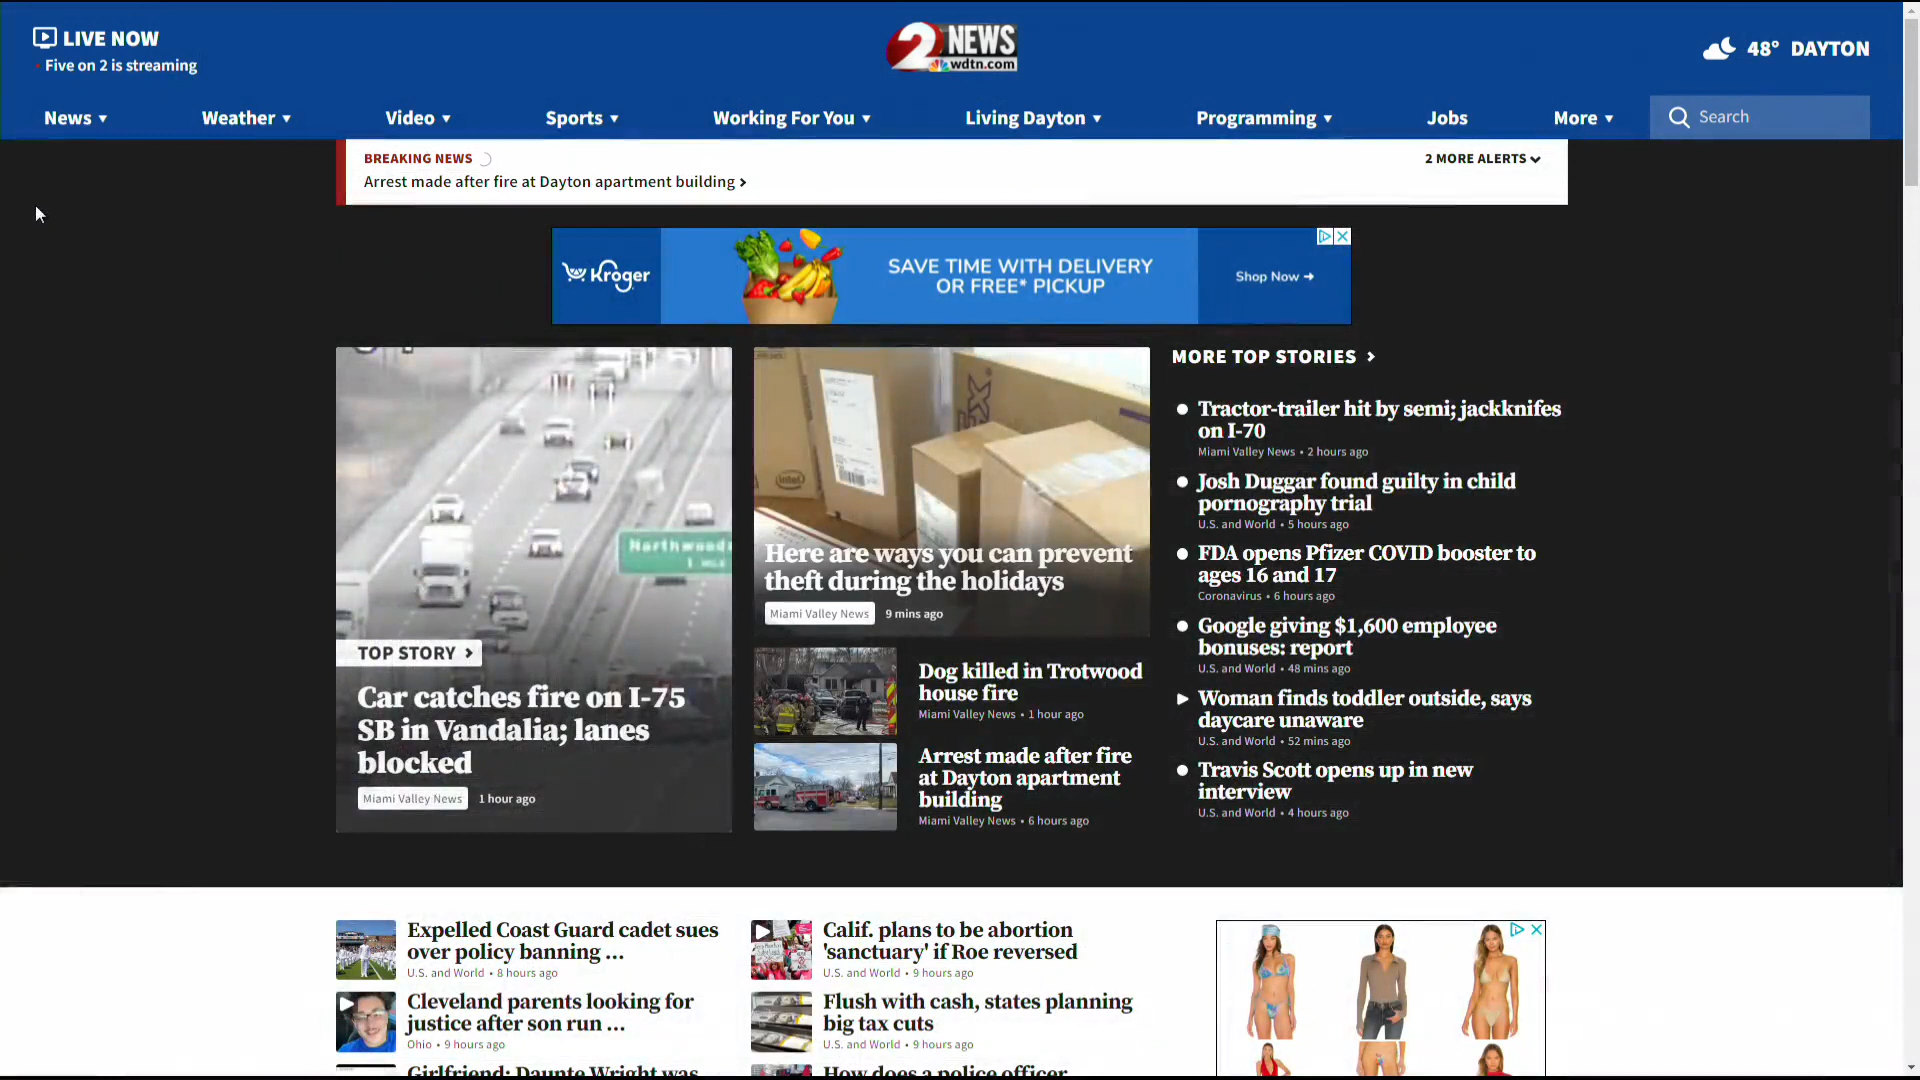 LIVE NOW
Five on 2 is streaming
2 NEWS
wdtn.com
48° DAYTON
News
Weather
Video
Sports
Working For You
Living Dayton
Programming
Jobs
More
Search
BREAKING NEWS
2 MORE ALERTS
Arrest made after fire at Dayton apartment building
Kroger
SAVE TIME WITH DELIVERY
OR FREE* PICKUP
Shop Now
Northwoods
TOP STORY
Car catches fire on I-75
SB in Vandalia; lanes
blocked
Miami Valley News 1 hour ago
intel
Here are ways you can prevent
theft during the holidays
Miami Valley News 9 mins ago
Dog killed in Trotwood
house fire
Miami Valley News • 1 hour ago
Arrest made after fire
at Dayton apartment
building
Miami Valley News • 6 hours ago
MORE TOP STORIES
Tractor-trailer hit by semi; jackknifes
on I-70
Miami Valley News • 2 hours ago
Josh Duggar found guilty in child
pornography trial
U.S. and World • 5 hours ago
FDA opens Pfizer COVID booster to
ages 16 and 17
Coronavirus • 6 hours ago
Google giving $1,600 employee
bonuses: report
U.S. and World • 48 mins ago
Woman finds toddler outside, says
daycare unaware
U.S. and World • 52 mins ago
Travis Scott opens up in new
interview
U.S. and World • 4 hours ago
Expelled Coast Guard cadet sues
over policy banning ...
U.S. and World • 8 hours ago
Cleveland parents looking for
justice after son run ...
Ohio • 9 hours ago
Girlfriend: Daunte Wright was
Calif. plans to be abortion
'sanctuary' if Roe reversed
U.S. and World • 9 hours ago
Flush with cash, states planning
big tax cuts
U.S. and World • 9 hours ago
How does a police officer